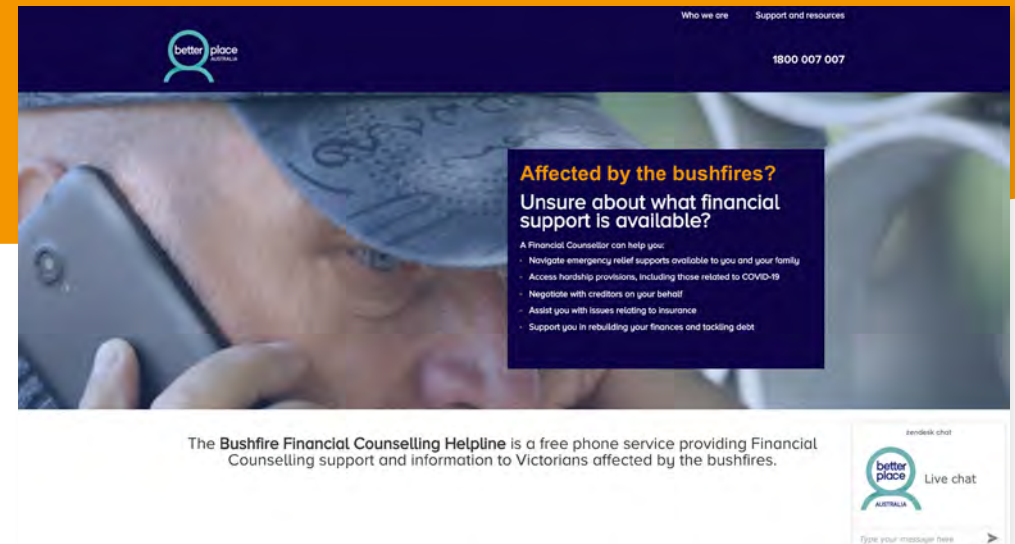 Who we are Support and resources
better place
AUSTRALIA
1800 007 007
Affected by the bushfires?
Unsure about what financial
support is available?
A Financial Counsellor can help you:
- Navigate emergency relief supports available to you and your family
- Access hardship provisions, including those related to COVID-19
- Negotiate with creditors on your behalf
- Assist you with issues relating to insurance
- Support you in rebuilding your finances and tackling debt
The Bushfire Financial Counselling Helpline is a free phone service providing Financial
Counselling support and information to Victorians affected by the bushfires.
zendesk chat
better
place
AUSTRALIA
Live chat
Type your message here